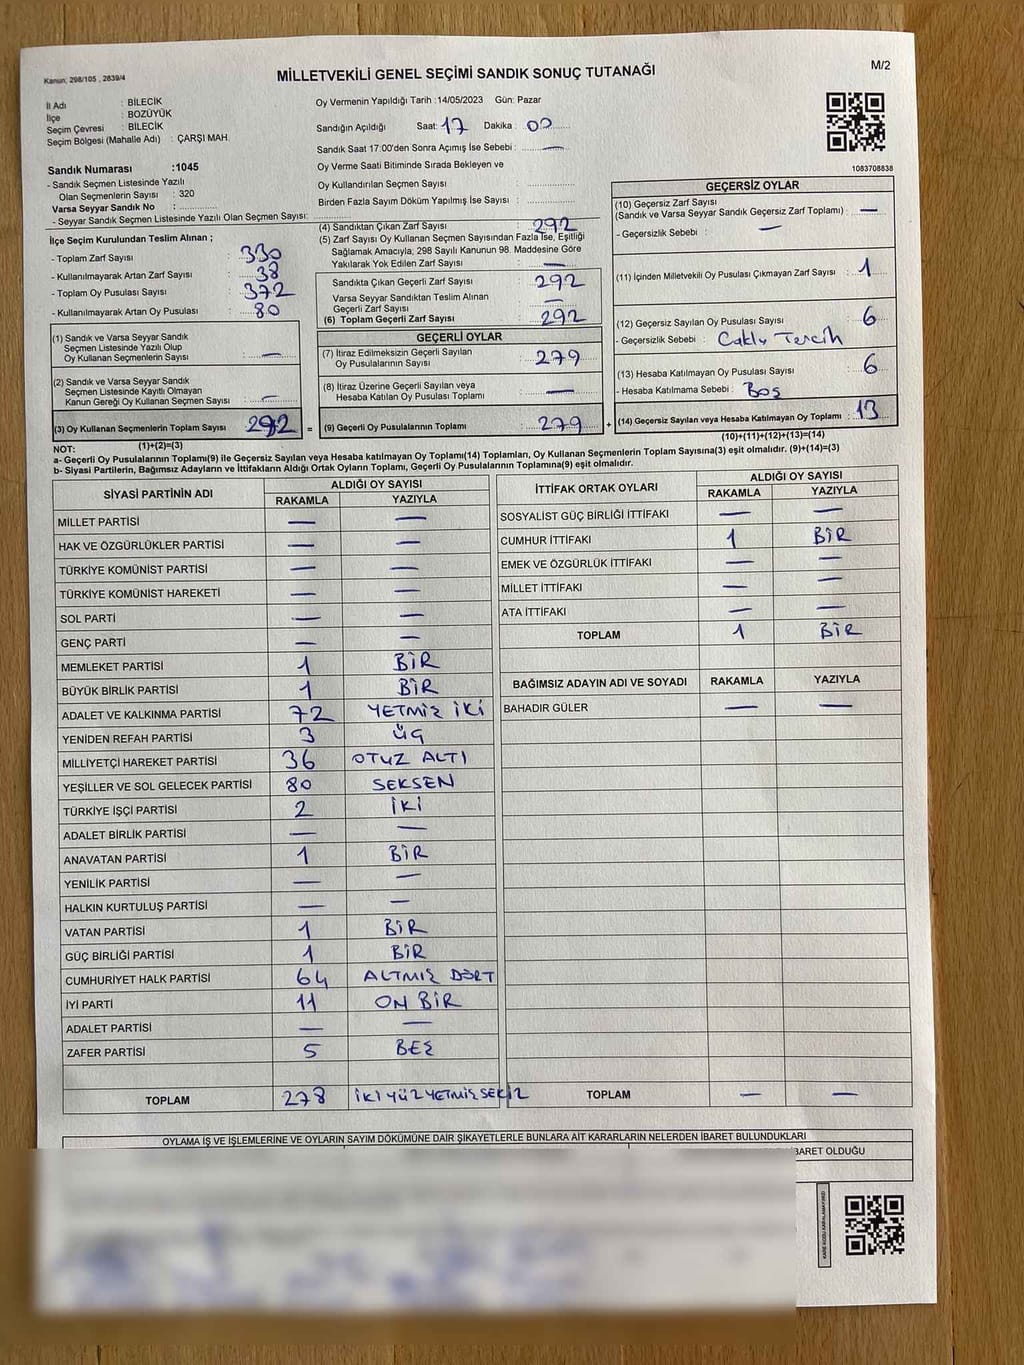 Kanun, 298/105 , 2839/4
MİLLETVEKİLİ GENEL SEÇİMİ SANDIK SONUÇ TUTANAĞI
M/2
İl Adı : BİLECİK
İlçe : BOZÜYÜK
Seçim Çevresi : BİLECİK
Seçim Bölgesi (Mahalle Adı) : ÇARŞI MAH.
Oy Vermenin Yapıldığı Tarih :14/05/2023 Gün: Pazar
Sandığın Açıldığı Saat: 17 Dakika : 00
Sandık Saat 17:00'den Sonra Açımış İse Sebebi : —
Oy Verme Saati Bitiminde Sırada Bekleyen ve
Oy Kullandırılan Seçmen Sayısı :
Birden Fazla Sayım Döküm Yapılmış İse Sayısı :
1083708838
Sandık Numarası :1045
- Sandık Seçmen Listesinde Yazılı
Olan Seçmenlerin Sayısı : 320
Varsa Seyyar Sandık No :
- Seyyar Sandık Seçmen Listesinde Yazılı Olan Seçmen Sayısı:
İlçe Seçim Kurulundan Teslim Alınan ;
- Toplam Zarf Sayısı : 330
- Kullanılmayarak Artan Zarf Sayısı : 38
- Toplam Oy Pusulası Sayısı : 372
- Kullanılmayarak Artan Oy Pusulası : 80
(1) Sandık ve Varsa Seyyar Sandık
Seçmen Listesinde Yazılı Olup
Oy Kullanan Seçmenlerin Sayısı : —
(2) Sandık ve Varsa Seyyar Sandık
Seçmen Listesinde Kayıtlı Olmayan
Kanun Gereği Oy Kullanan Seçmen Sayısı : —
(3) Oy Kullanan Seçmenlerin Toplam Sayısı 292
(1)+(2)=(3)
(4) Sandıktan Çıkan Zarf Sayısı : 292
(5) Zarf Sayısı Oy Kullanan Seçmen Sayısından Fazla İse, Eşitliği
Sağlamak Amacıyla, 298 Sayılı Kanunun 98. Maddesine Göre
Yakılarak Yok Edilen Zarf Sayısı : —
Sandıkta Çıkan Geçerli Zarf Sayısı : 292
Varsa Seyyar Sandıktan Teslim Alınan
Geçerli Zarf Sayısı : —
(6) Toplam Geçerli Zarf Sayısı : 292
GEÇERLİ OYLAR
(7) İtiraz Edilmeksizin Geçerli Sayılan
Oy Pusulalarının Sayısı : 279
(8) İtiraz Üzerine Geçerli Sayılan veya
Hesaba Katılan Oy Pusulası Toplamı : —
= (9) Geçerli Oy Pusulalarının Toplamı : 279 +
GEÇERSİZ OYLAR
(10) Geçersiz Zarf Sayısı
(Sandık ve Varsa Seyyar Sandık Geçersiz Zarf Toplamı) : —
- Geçersizlik Sebebi : —
(11) İçinden Milletvekili Oy Pusulası Çıkmayan Zarf Sayısı : 1
(12) Geçersiz Sayılan Oy Pusulası Sayısı : 6
- Geçersizlik Sebebi : Coklu Tercih
(13) Hesaba Katılmayan Oy Pusulası Sayısı : 6
- Hesaba Katılmama Sebebi : Boş
(14) Geçersiz Sayılan veya Hesaba Katılmayan Oy Toplamı : 13
(10)+(11)+(12)+(13)=(14)
NOT:
a- Geçerli Oy Pusulalarının Toplamı(9) ile Geçersiz Sayılan veya Hesaba katılmayan Oy Toplamı(14) Toplamları, Oy Kullanan Seçmenlerin Toplam Sayısına(3) eşit olmalıdır. (9)+(14)=(3)
b- Siyasi Partilerin, Bağımsız Adayların ve İttifakların Aldığı Ortak Oyların Toplamı, Geçerli Oy Pusulalarının Toplamına(9) eşit olmalıdır.
SİYASİ PARTİNİN ADI
ALDIĞI OY SAYISI
RAKAMLA YAZIYLA
MİLLET PARTİSİ — —
HAK VE ÖZGÜRLÜKLER PARTİSİ — —
TÜRKİYE KOMÜNİST PARTİSİ — —
TÜRKİYE KOMÜNİST HAREKETİ — —
SOL PARTİ — —
GENÇ PARTİ — —
MEMLEKET PARTİSİ 1 BİR
BÜYÜK BİRLİK PARTİSİ 1 BİR
ADALET VE KALKINMA PARTİSİ 72 YETMİŞ İKİ
YENİDEN REFAH PARTİSİ 3 ÜÇ
MİLLİYETÇİ HAREKET PARTİSİ 36 OTUZ ALTI
YEŞİLLER VE SOL GELECEK PARTİSİ 80 SEKSEN
TÜRKİYE İŞÇİ PARTİSİ 2 İKİ
ADALET BİRLİK PARTİSİ — —
ANAVATAN PARTİSİ 1 BİR
YENİLİK PARTİSİ — —
HALKIN KURTULUŞ PARTİSİ — —
VATAN PARTİSİ 1 BİR
GÜÇ BİRLİĞİ PARTİSİ 1 BİR
CUMHURİYET HALK PARTİSİ 64 ALTMIŞ DÖRT
İYİ PARTİ 11 ON BİR
ADALET PARTİSİ — —
ZAFER PARTİSİ 5 BEŞ
TOPLAM 278 İKİ YÜZ YETMİŞ SEKİZ
İTTİFAK ORTAK OYLARI
ALDIĞI OY SAYISI
RAKAMLA YAZIYLA
SOSYALİST GÜÇ BİRLİĞİ İTTİFAKI — —
CUMHUR İTTİFAKI 1 BİR
EMEK VE ÖZGÜRLÜK İTTİFAKI — —
MİLLET İTTİFAKI — —
ATA İTTİFAKI — —
TOPLAM 1 BİR
BAĞIMSIZ ADAYIN ADI VE SOYADI RAKAMLA YAZIYLA
BAHADIR GÜLER — —
TOPLAM — —
OYLAMA İŞ VE İŞLEMLERİNE VE OYLARIN SAYIM DÖKÜMÜNE DAİR ŞİKAYETLERLE BUNLARA AİT KARARLARIN NELERDEN İBARET BULUNDUKLARI
BARET OLDUĞU